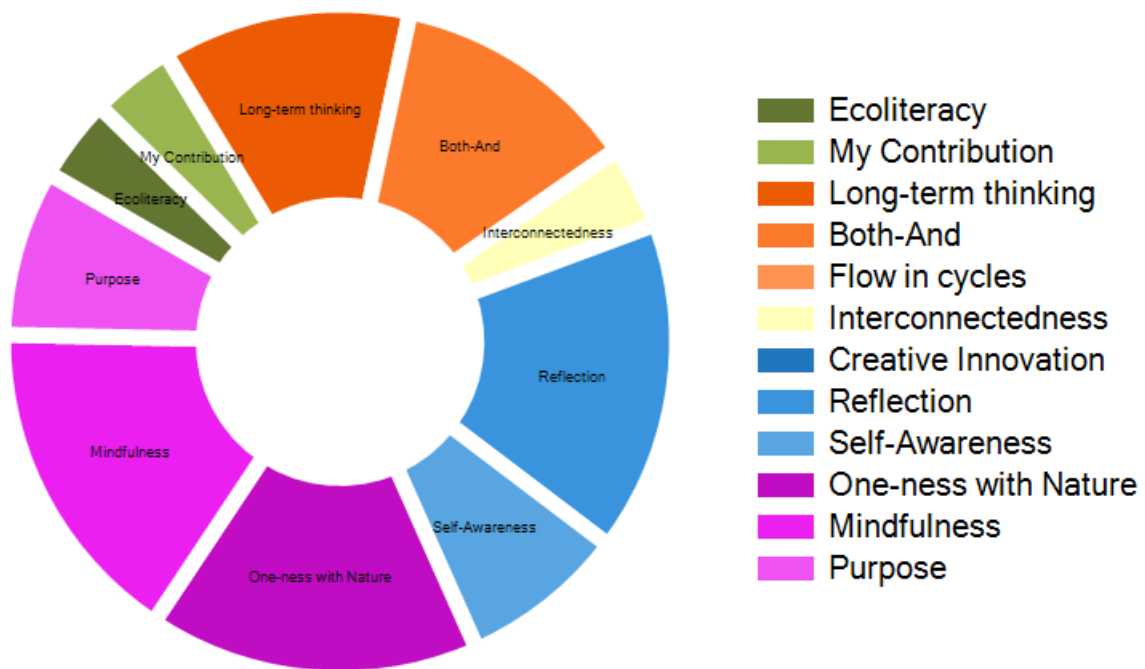 Long-term thinking
Both-And
My Contribution
Ecoliteracy
Interconnectedness
Purpose
Reflection
Mindfulness
Self-Awareness
One-ness with Nature
Ecoliteracy
My Contribution
Long-term thinking
Both-And
Flow in cycles
Interconnectedness
Creative Innovation
Reflection
Self-Awareness
One-ness with Nature
Mindfulness
Purpose